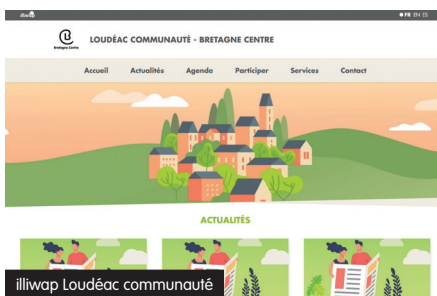 illiwap
FR EN ES
Bretagne Centre
LOUDÉAC COMMUNAUTÉ - BRETAGNE CENTRE
Accueil Actualités Agenda Participer Services Contact
ACTUALITÉS
illiwap Loudéac communauté